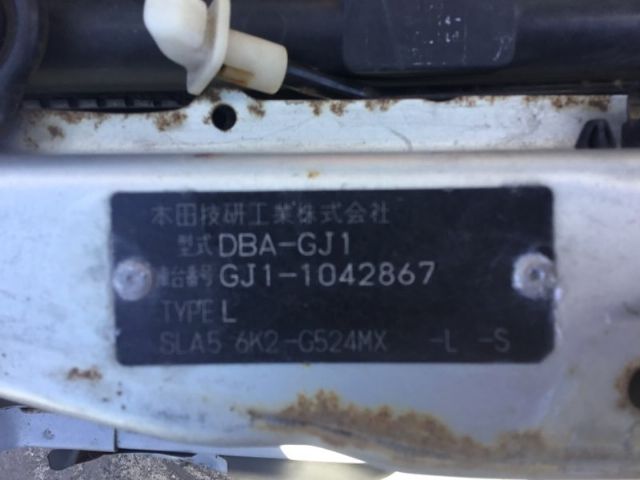 本田技研工業株式会社
型式 DBA-GJ1
車台番号 GJ1-1042867
TYPE L
SLA5 6K2-G524MX -L -S